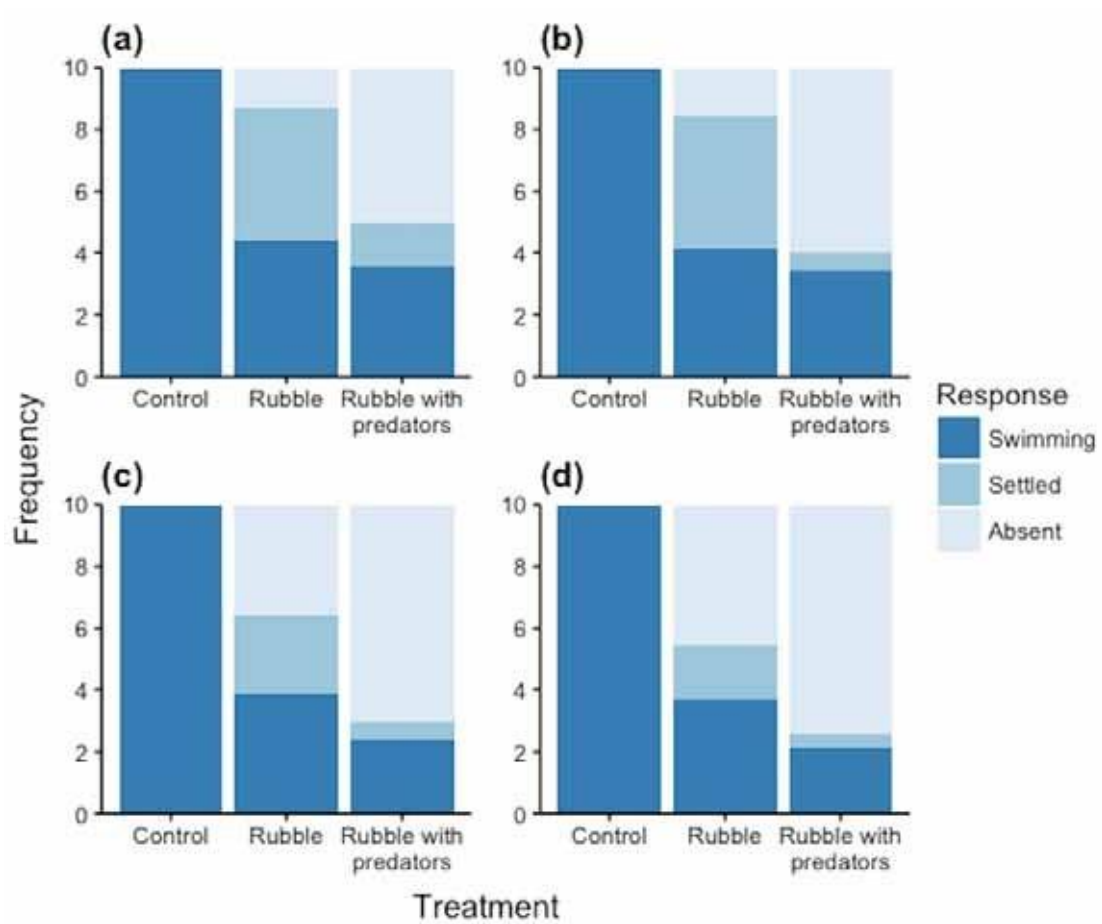 (a)
10
8
6
4
2
0
Control Rubble Rubble with
predators
(b)
10
8
6
4
2
0
Control Rubble Rubble with
predators
(c)
10
8
6
4
2
0
Control Rubble Rubble with
predators
(d)
10
8
6
4
2
0
Control Rubble Rubble with
predators
Frequency
Treatment
Response
Swimming
Settled
Absent